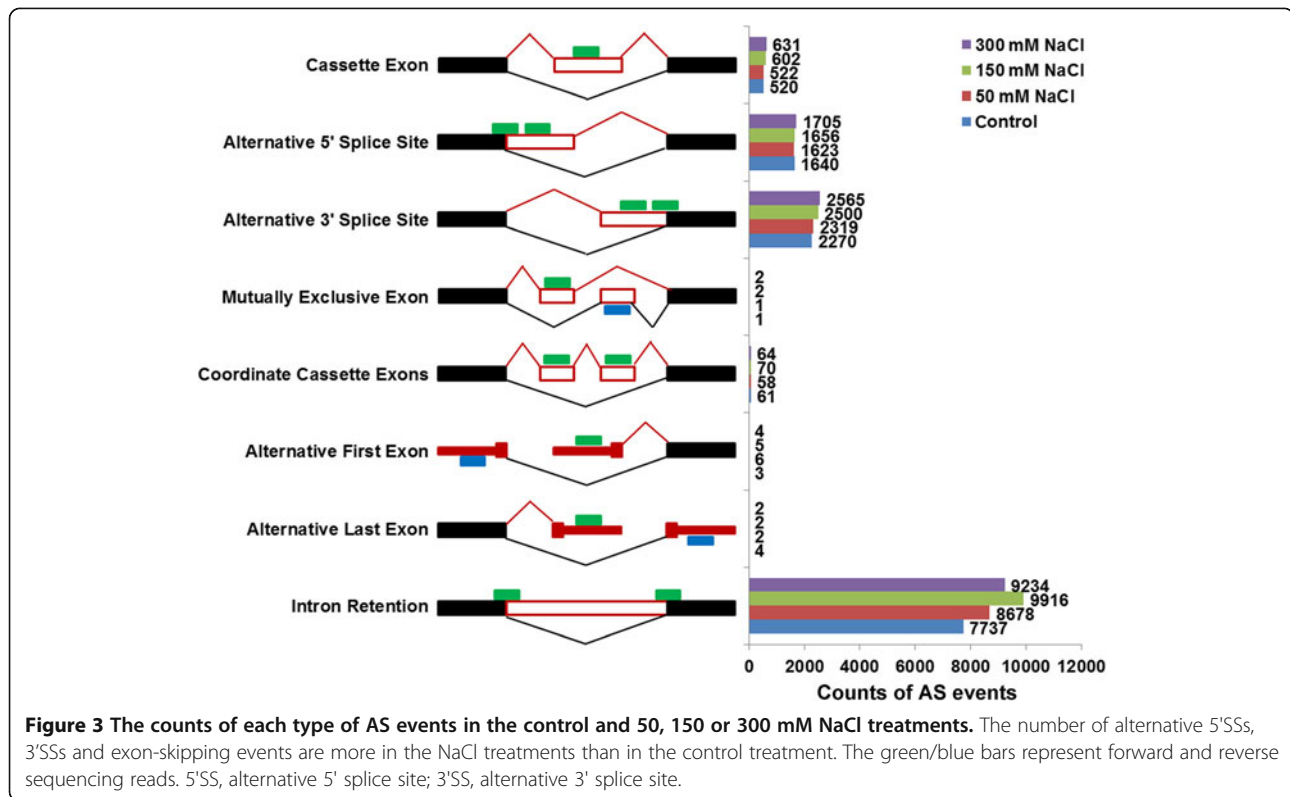 Cassette Exon
631
602
522
520
300 mM NaCl
150 mM NaCl
50 mM NaCl
Control
Alternative 5' Splice Site
1705
1656
1623
1640
Alternative 3' Splice Site
2565
2500
2319
2270
Mutually Exclusive Exon
2
2
1
1
Coordinate Cassette Exons
64
70
58
61
Alternative First Exon
4
5
6
3
Alternative Last Exon
2
2
2
4
Intron Retention
9234
9916
8678
7737
0 2000 4000 6000 8000 10000 12000
Counts of AS events
Figure 3 The counts of each type of AS events in the control and 50, 150 or 300 mM NaCl treatments. The number of alternative 5'SSs,
3'SSs and exon-skipping events are more in the NaCl treatments than in the control treatment. The green/blue bars represent forward and reverse
sequencing reads. 5'SS, alternative 5' splice site; 3'SS, alternative 3' splice site.